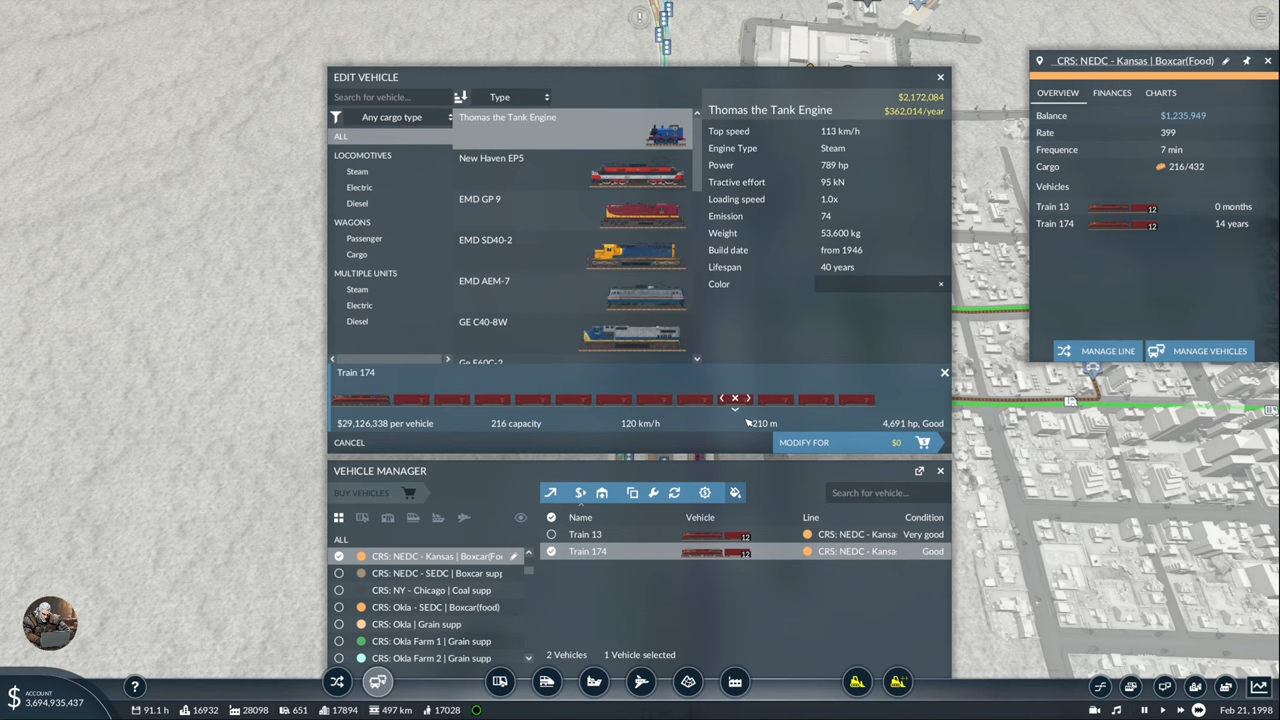 EDIT VEHICLE
Search for vehicle...
Type
Any cargo type
ALL
LOCOMOTIVES
Steam
Electric
Diesel
WAGONS
Passenger
Cargo
MULTIPLE UNITS
Steam
Electric
Diesel
Thomas the Tank Engine
New Haven EP5
EMD GP 9
EMD SD40-2
EMD AEM-7
GE C40-8W
$2,172,084
$362,014/year
Thomas the Tank Engine
Top speed 113 km/h
Engine Type Steam
Power 789 hp
Tractive effort 95 kN
Loading speed 1.0x
Emission 74
Weight 53,600 kg
Build date from 1946
Lifespan 40 years
Color
Train 174
$29,126,338 per vehicle 216 capacity 120 km/h 210 m 4,691 hp, Good
CANCEL
MODIFY FOR $0
VEHICLE MANAGER
BUY VEHICLES
Search for vehicle...
ALL
CRS: NEDC - Kansas | Boxcar(Foo
CRS: NEDC - SEDC | Boxcar supp
CRS: NY - Chicago | Coal supp
CRS: Okla - SEDC | Boxcar(food)
CRS: Okla | Grain supp
CRS: Okla Farm 1 | Grain supp
CRS: Okla Farm 2 | Grain supp
Name Vehicle Line Condition
Train 13 12 CRS: NEDC - Kansa Very good
Train 174 12 CRS: NEDC - Kansa Good
2 Vehicles 1 Vehicle selected
CRS: NEDC - Kansas | Boxcar(Food)
OVERVIEW FINANCES CHARTS
Balance $1,235,949
Rate 399
Frequence 7 min
Cargo 216/432
Vehicles
Train 13 12 0 months
Train 174 12 14 years
MANAGE LINE MANAGE VEHICLES
ACCOUNT
$ 3,694,935,437
?
91.1 h 16932 28098 651 17894 497 km 17028
Feb 21, 1998